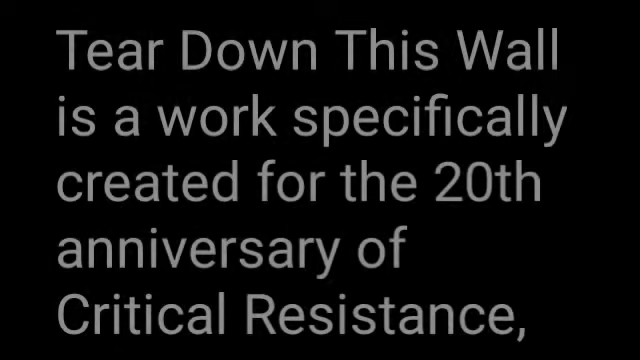 Tear Down This Wall
is a work specifically
created for the 20th
anniversary of
Critical Resistance,